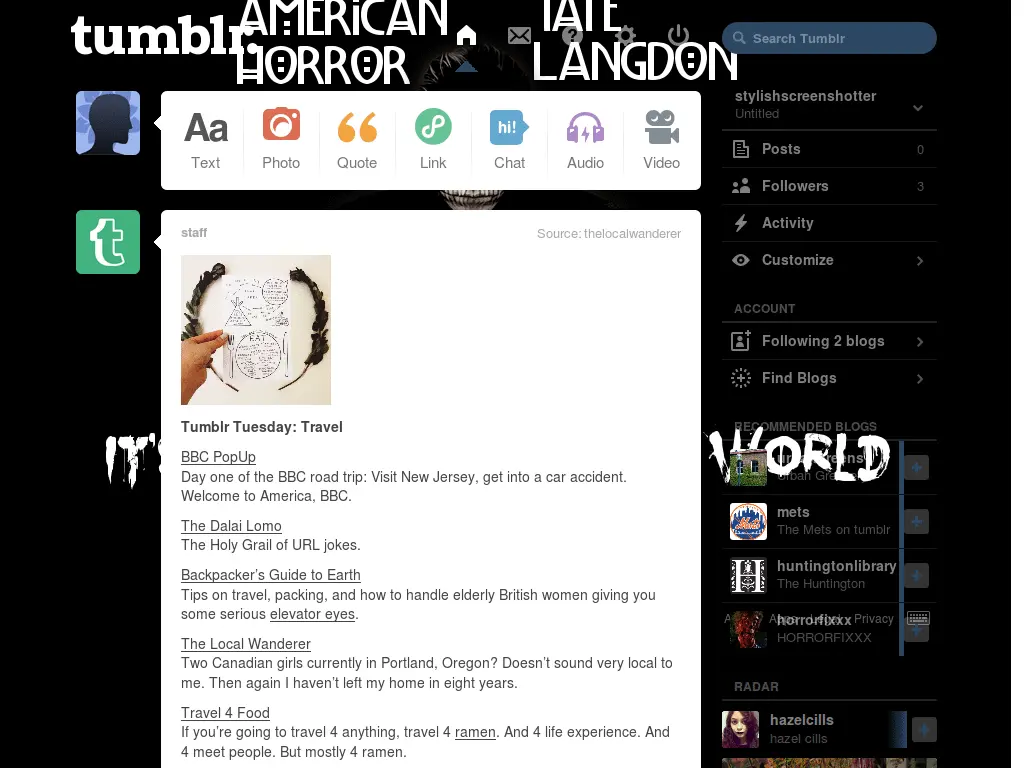 AMERICAN TATE
tumblr.
HORROR LANGDON
Search Tumblr
stylishscreenshotter
Untitled
Aa
hi!
Text Photo Quote Link Chat Audio Video
Posts 0
Followers 3
Activity
Customize
ACCOUNT
Following 2 blogs
Find Blogs
RECOMMENDED BLOGS
mets
The Mets on tumblr
huntingtonlibrary
The Huntington
horrorfixxx
HORRORFIXXX
Legal Privacy
RADAR
hazelcills
hazel cills
staff
Source: thelocalwanderer
EAT
Tumblr Tuesday: Travel
IT'S WORLD
BBC PopUp
Day one of the BBC road trip: Visit New Jersey, get into a car accident.
Welcome to America, BBC.
The Dalai Lomo
The Holy Grail of URL jokes.
Backpacker’s Guide to Earth
Tips on travel, packing, and how to handle elderly British women giving you
some serious elevator eyes.
The Local Wanderer
Two Canadian girls currently in Portland, Oregon? Doesn’t sound very local to
me. Then again I haven’t left my home in eight years.
Travel 4 Food
If you’re going to travel 4 anything, travel 4 ramen. And 4 life experience. And
4 meet people. But mostly 4 ramen.